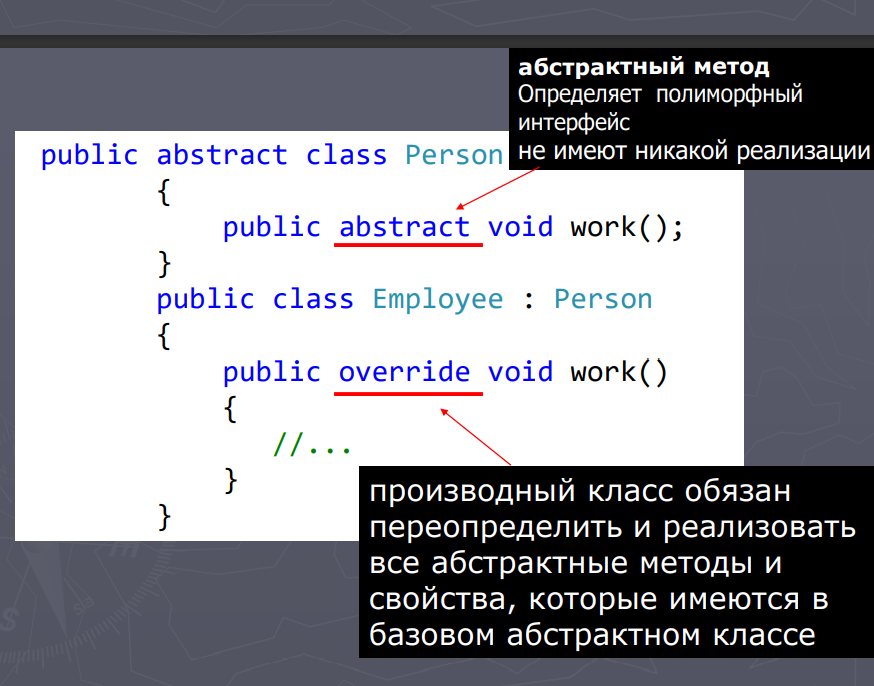 абстрактный метод
Определяет полиморфный
интерфейс
не имеют никакой реализации
public abstract class Person
{
public abstract void work();
}
public class Employee : Person
{
public override void work()
{
//...
}
}
производный класс обязан
переопределить и реализовать
все абстрактные методы и
свойства, которые имеются в
базовом абстрактном классе